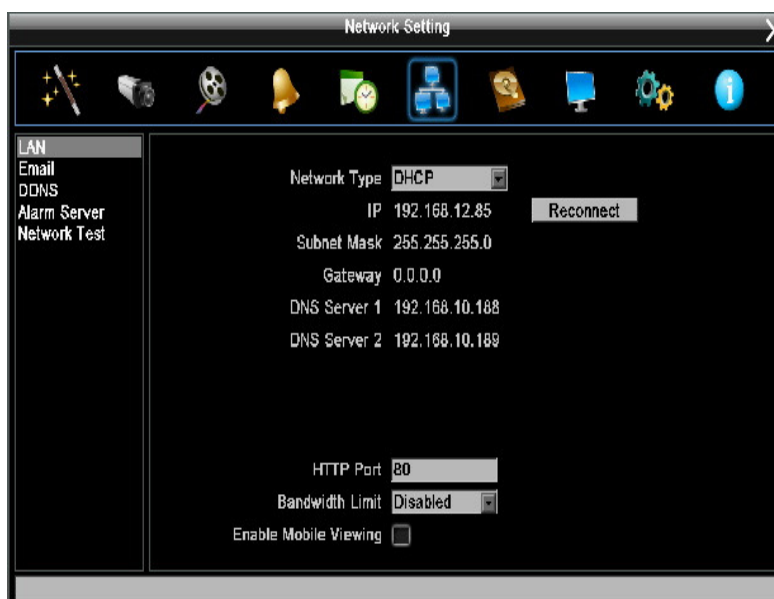 Network Setting
X
LAN
Email
DDNS
Alarm Server
Network Test
Network Type DHCP
IP 192.168.12.85 Reconnect
Subnet Mask 255.255.255.0
Gateway 0.0.0.0
DNS Server 1 192.168.10.188
DNS Server 2 192.168.10.189
HTTP Port 80
Bandwidth Limit Disabled
Enable Mobile Viewing